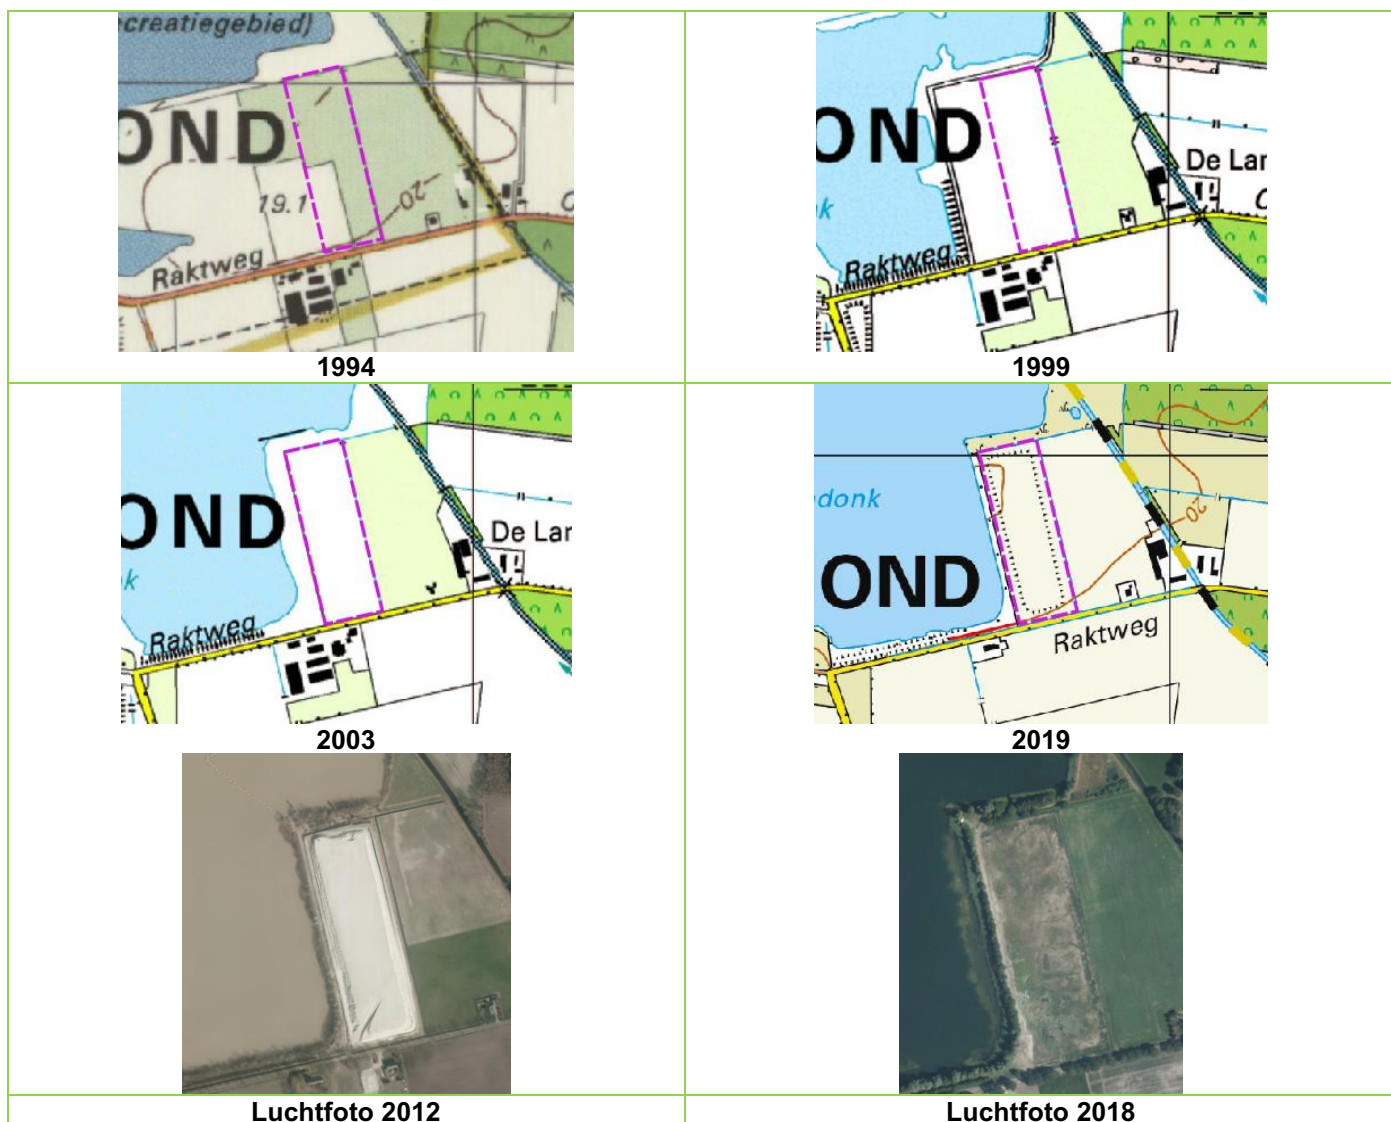 creatiegebied)
OND
19.1
20
Raktweg
1994
OND
De Lan
k
Raktweg
1999
OND
De Lar
k
Raktweg
2003
donk
20
OND
Raktweg
2019
Luchtfoto 2012
Luchtfoto 2018